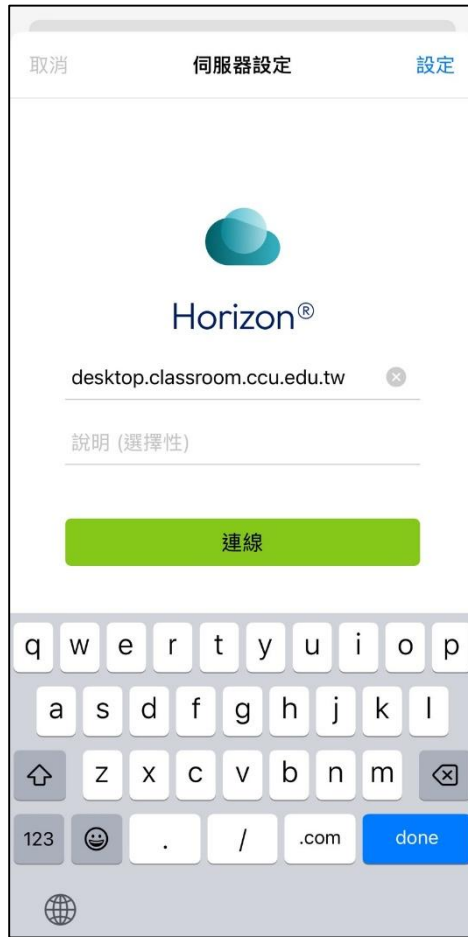 取消 伺服器設定 設定
Horizon®
desktop.classroom.ccu.edu.tw
說明 (選擇性)
連線
q w e r t y u i o p
a s d f g h j k l
z x c v b n m
123 . / .com done